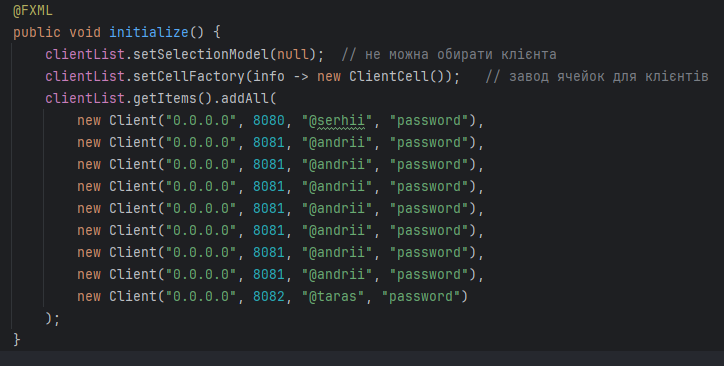 @FXML
public void initialize() {
    clientList.setSelectionModel(null);  // не можна обирати клієнта
    clientList.setCellFactory(info -> new ClientCell());   // завод ячейок для клієнтів
    clientList.getItems().addAll(
        new Client("0.0.0.0", 8080, "@serhii", "password"),
        new Client("0.0.0.0", 8081, "@andrii", "password"),
        new Client("0.0.0.0", 8081, "@andrii", "password"),
        new Client("0.0.0.0", 8081, "@andrii", "password"),
        new Client("0.0.0.0", 8081, "@andrii", "password"),
        new Client("0.0.0.0", 8081, "@andrii", "password"),
        new Client("0.0.0.0", 8081, "@andrii", "password"),
        new Client("0.0.0.0", 8081, "@andrii", "password"),
        new Client("0.0.0.0", 8082, "@taras", "password")
    );
}